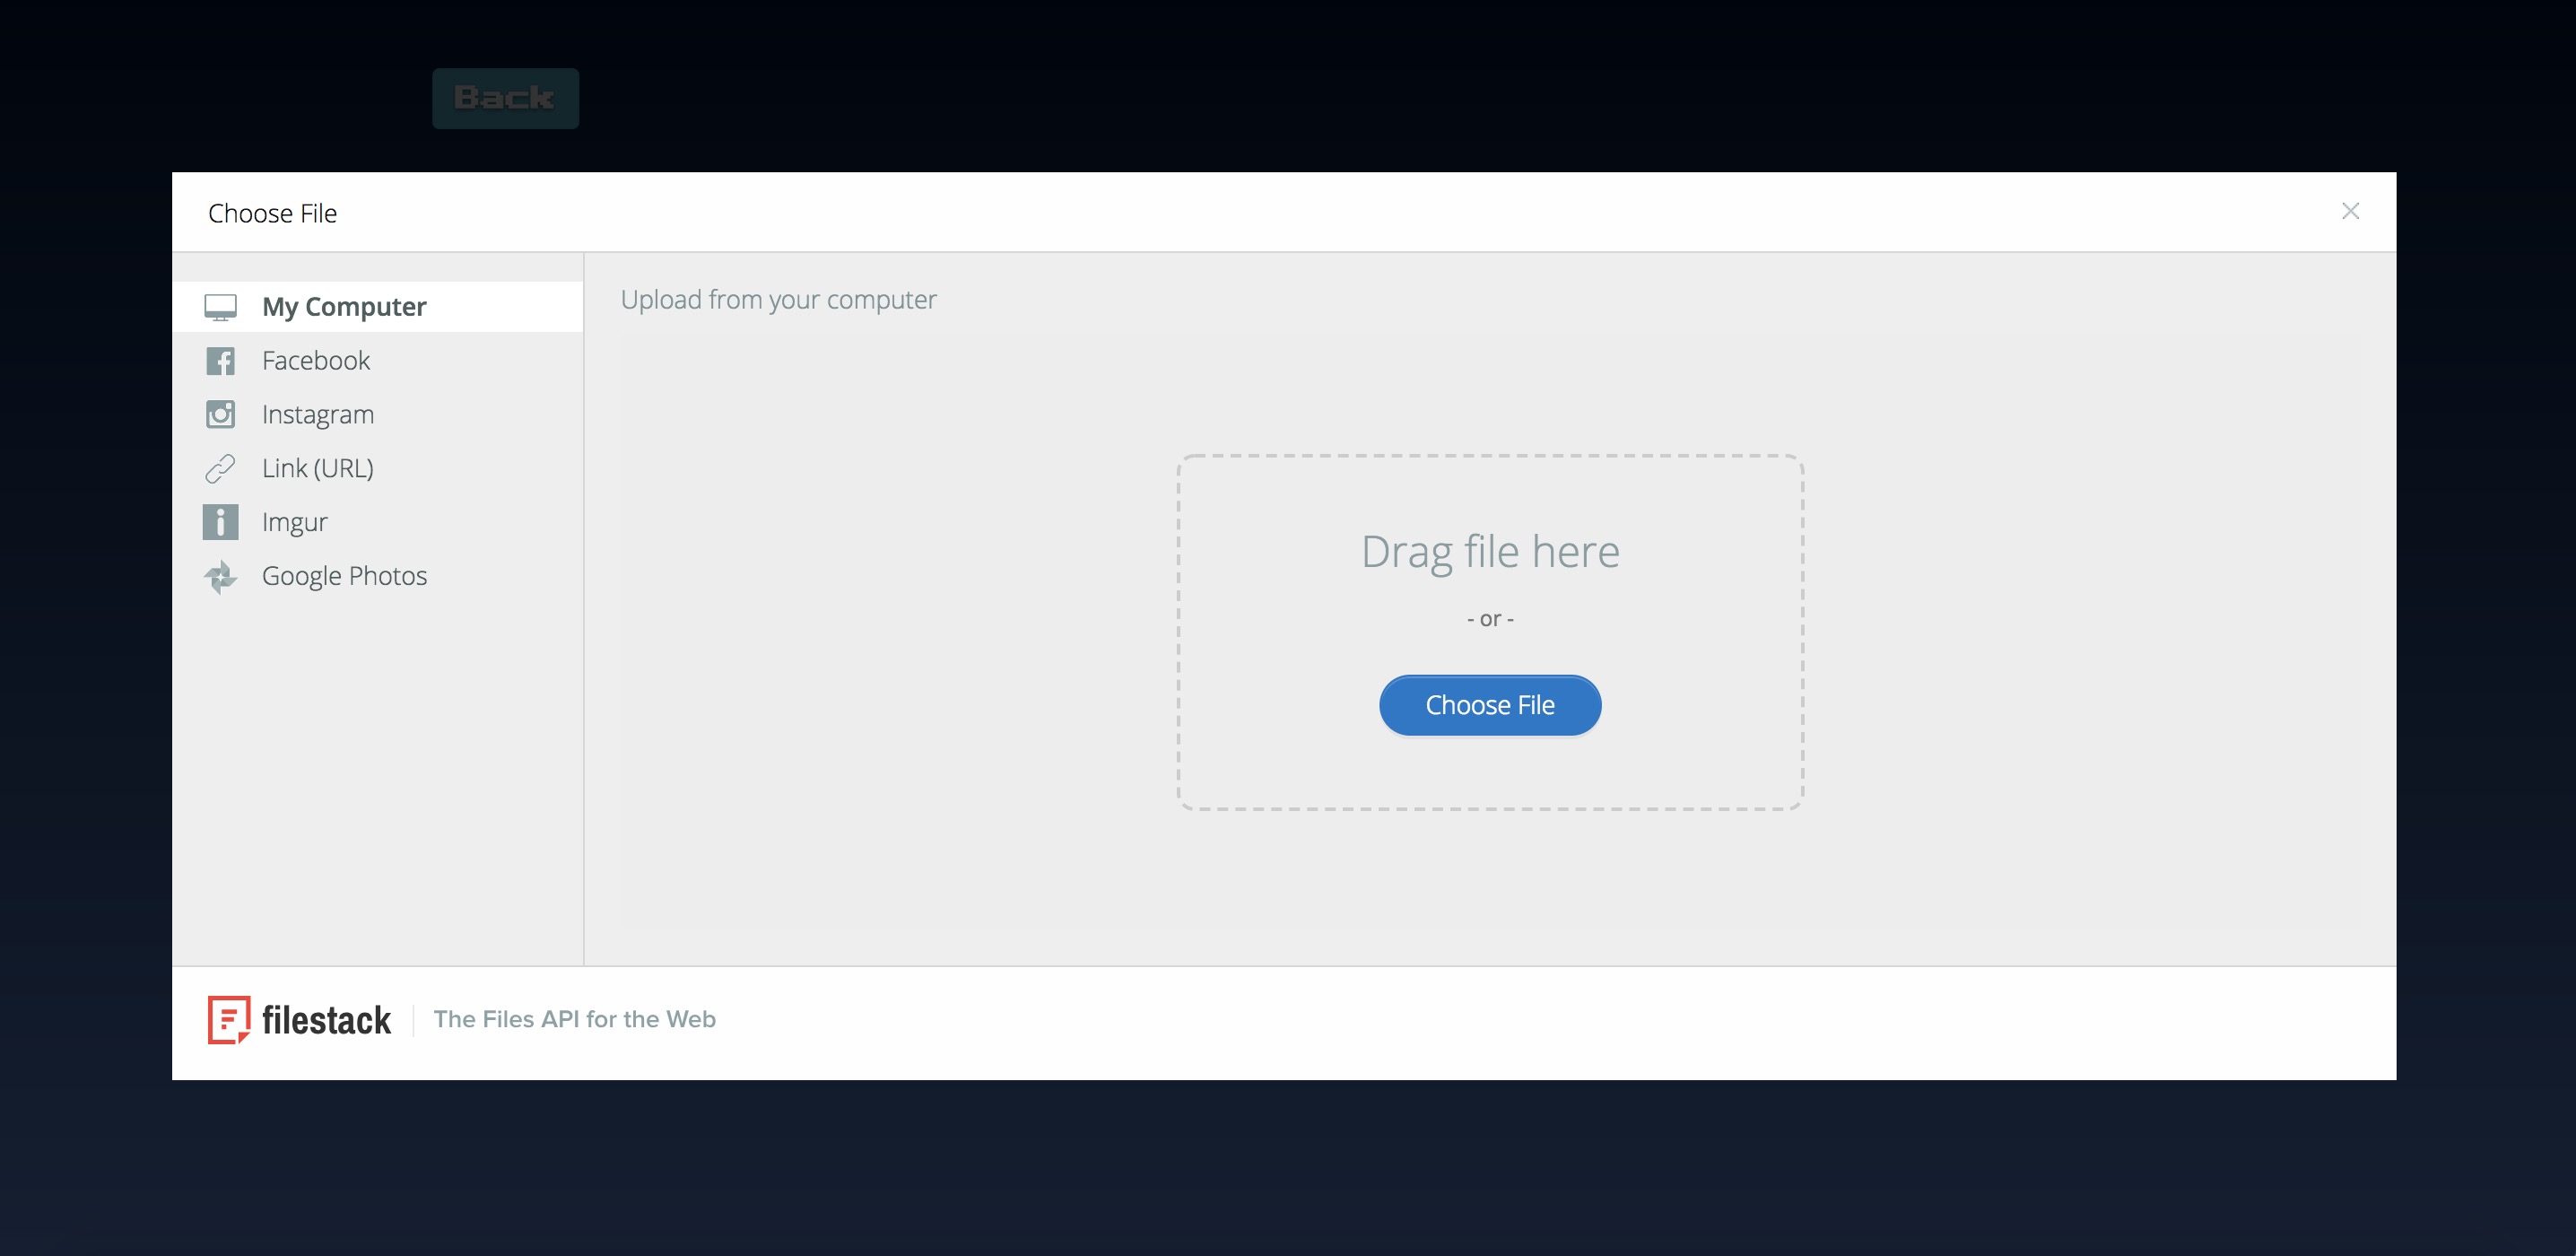 Back
Choose File
My Computer
Facebook
Instagram
Link (URL)
Imgur
Google Photos
Upload from your computer
Drag file here
- or -
Choose File
filestack
The Files API for the Web